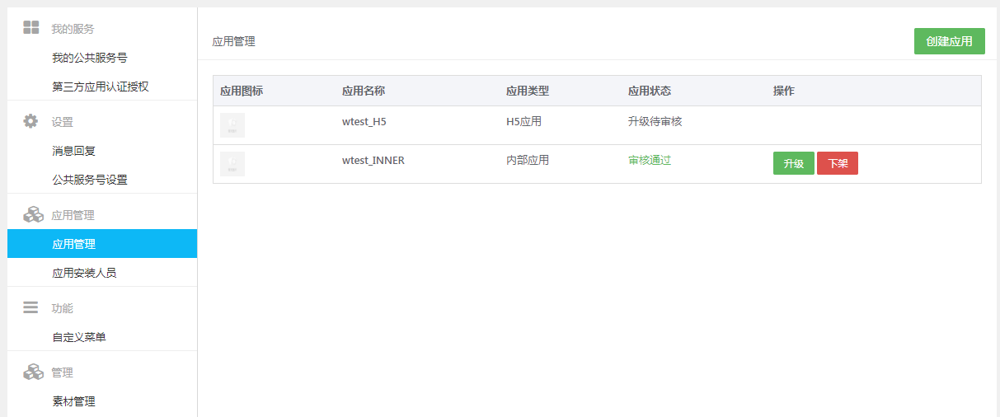 我的服务
我的公共服务号
第三方应用认证授权
设置
消息回复
公共服务号设置
应用管理
应用管理
应用安装人员
功能
自定义菜单
管理
素材管理
应用管理
创建应用
应用图标 应用名称 应用类型 应用状态 操作
wtest_H5 H5应用 升级待审核
wtest_INNER 内部应用 审核通过 升级 下架